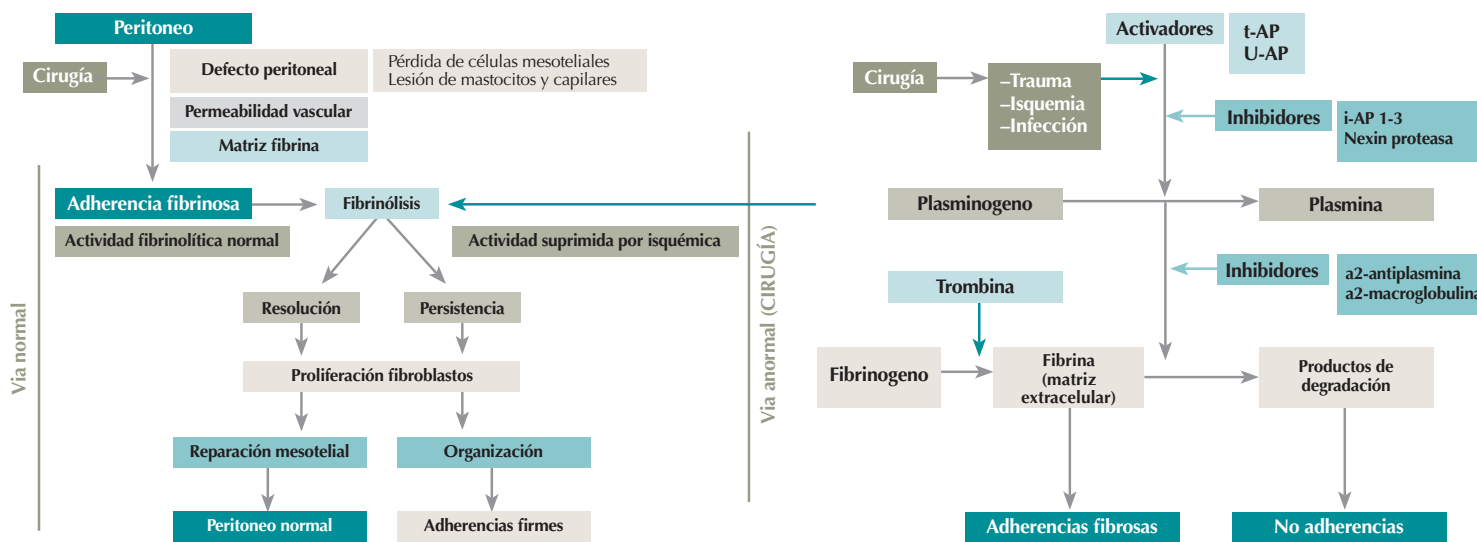 Peritoneo
Cirugía
Defecto peritoneal
Pérdida de células mesoteliales
Lesión de mastocitos y capilares
Permeabilidad vascular
Matriz fibrina
Adherencia fibrinosa
Fibrinólisis
Actividad fibrinolítica normal
Actividad suprimida por isquémica
Resolución
Persistencia
Proliferación fibroblastos
Reparación mesotelial
Organización
Peritoneo normal
Adherencias firmes
Via normal
Via anormal (CIRUGÍA)
Activadores
t-AP
U-AP
Cirugía
–Trauma
–Isquemia
–Infección
Inhibidores
i-AP 1-3
Nexin proteasa
Plasminogeno
Plasmina
Inhibidores
a2-antiplasmina
a2-macroglobulina
Trombina
Fibrinogeno
Fibrina
(matriz
extracelular)
Productos de
degradación
Adherencias fibrosas
No adherencias